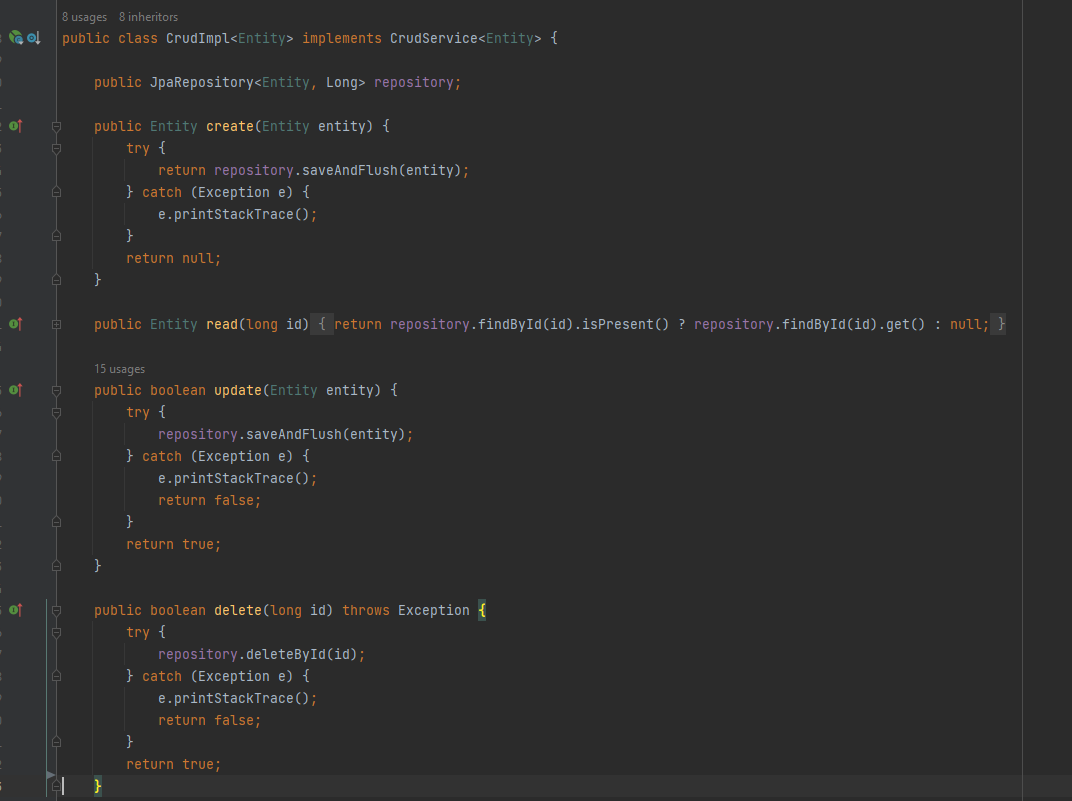 8 usages   8 inheritors
public class CrudImpl<Entity> implements CrudService<Entity> {
    public JpaRepository<Entity, Long> repository;
    public Entity create(Entity entity) {
        try {
            return repository.saveAndFlush(entity);
        } catch (Exception e) {
            e.printStackTrace();
        }
        return null;
    }
    public Entity read(long id) { return repository.findById(id).isPresent() ? repository.findById(id).get() : null; }
    15 usages
    public boolean update(Entity entity) {
        try {
            repository.saveAndFlush(entity);
        } catch (Exception e) {
            e.printStackTrace();
            return false;
        }
        return true;
    }
    public boolean delete(long id) throws Exception {
        try {
            repository.deleteById(id);
        } catch (Exception e) {
            e.printStackTrace();
            return false;
        }
        return true;
    }